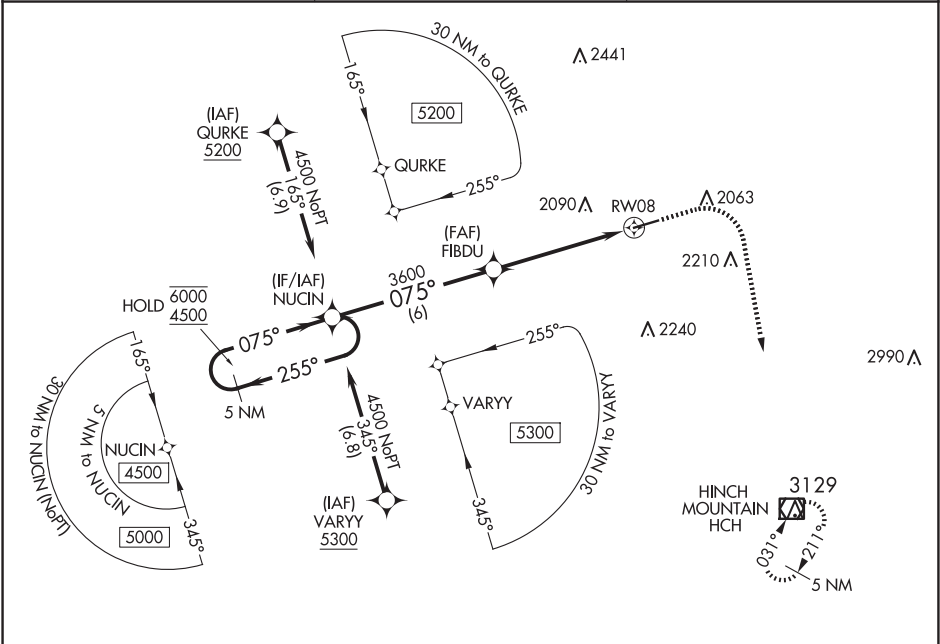 30 NM to QURKE
165°
5200
QURKE
255°
2441
(IAF)
QURKE
5200
4500 NoPT
165°
(6.9)
2090
RW08
2063
2210
(FAF)
FIBDU
3600
075°
(6)
(IF/IAF)
NUCIN
HOLD
6000
4500
075°
255°
5 NM
2240
2990
165°
30 NM to NUCIN (NoPT)
5 NM to NUCIN
NUCIN
4500
5000
345°
4500 NoPT
345°
(6.8)
(IAF)
VARYY
5300
255°
VARYY
5300
30 NM to VARYY
345°
HINCH
MOUNTAIN
HCH
3129
031°
211°
5 NM